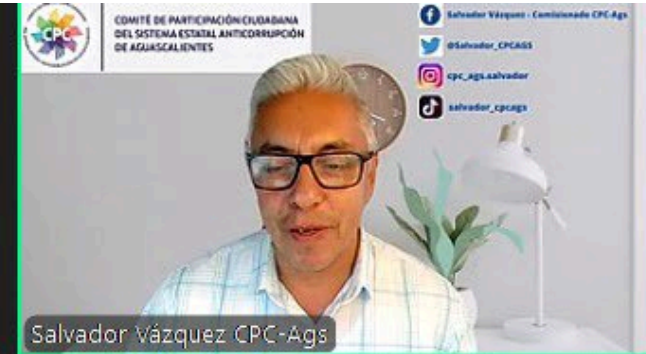 CPC
COMITÉ DE PARTICIPACIÓN CIUDADANA
DEL SISTEMA ESTATAL ANTICORRUPCIÓN
DE AGUASCALIENTES
Salvador Vázquez - Comisionado CPC-Ags
@Salvador_CPCAGS
cpc_ags.salvador
salvador_cpcags
Salvador Vázquez CPC-Ags